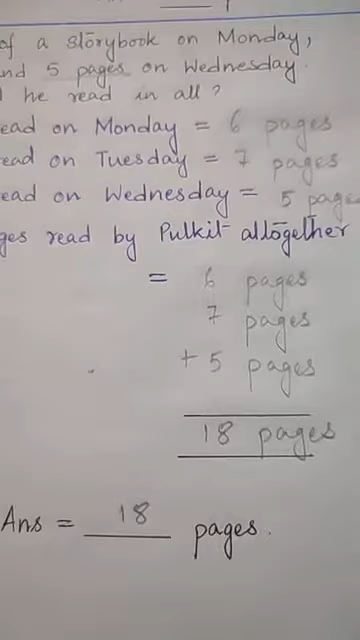 of a storybook on Monday,
nd 5 pages on Wednesday.
he read in all?
ead on Monday = 6 pages
ead on Tuesday = 7 pages
ead on Wednesday = 5 pages
ges read by Pulkit altogether
= 6 pages
7 pages
+ 5 pages
18 pages
Ans = 18 pages.